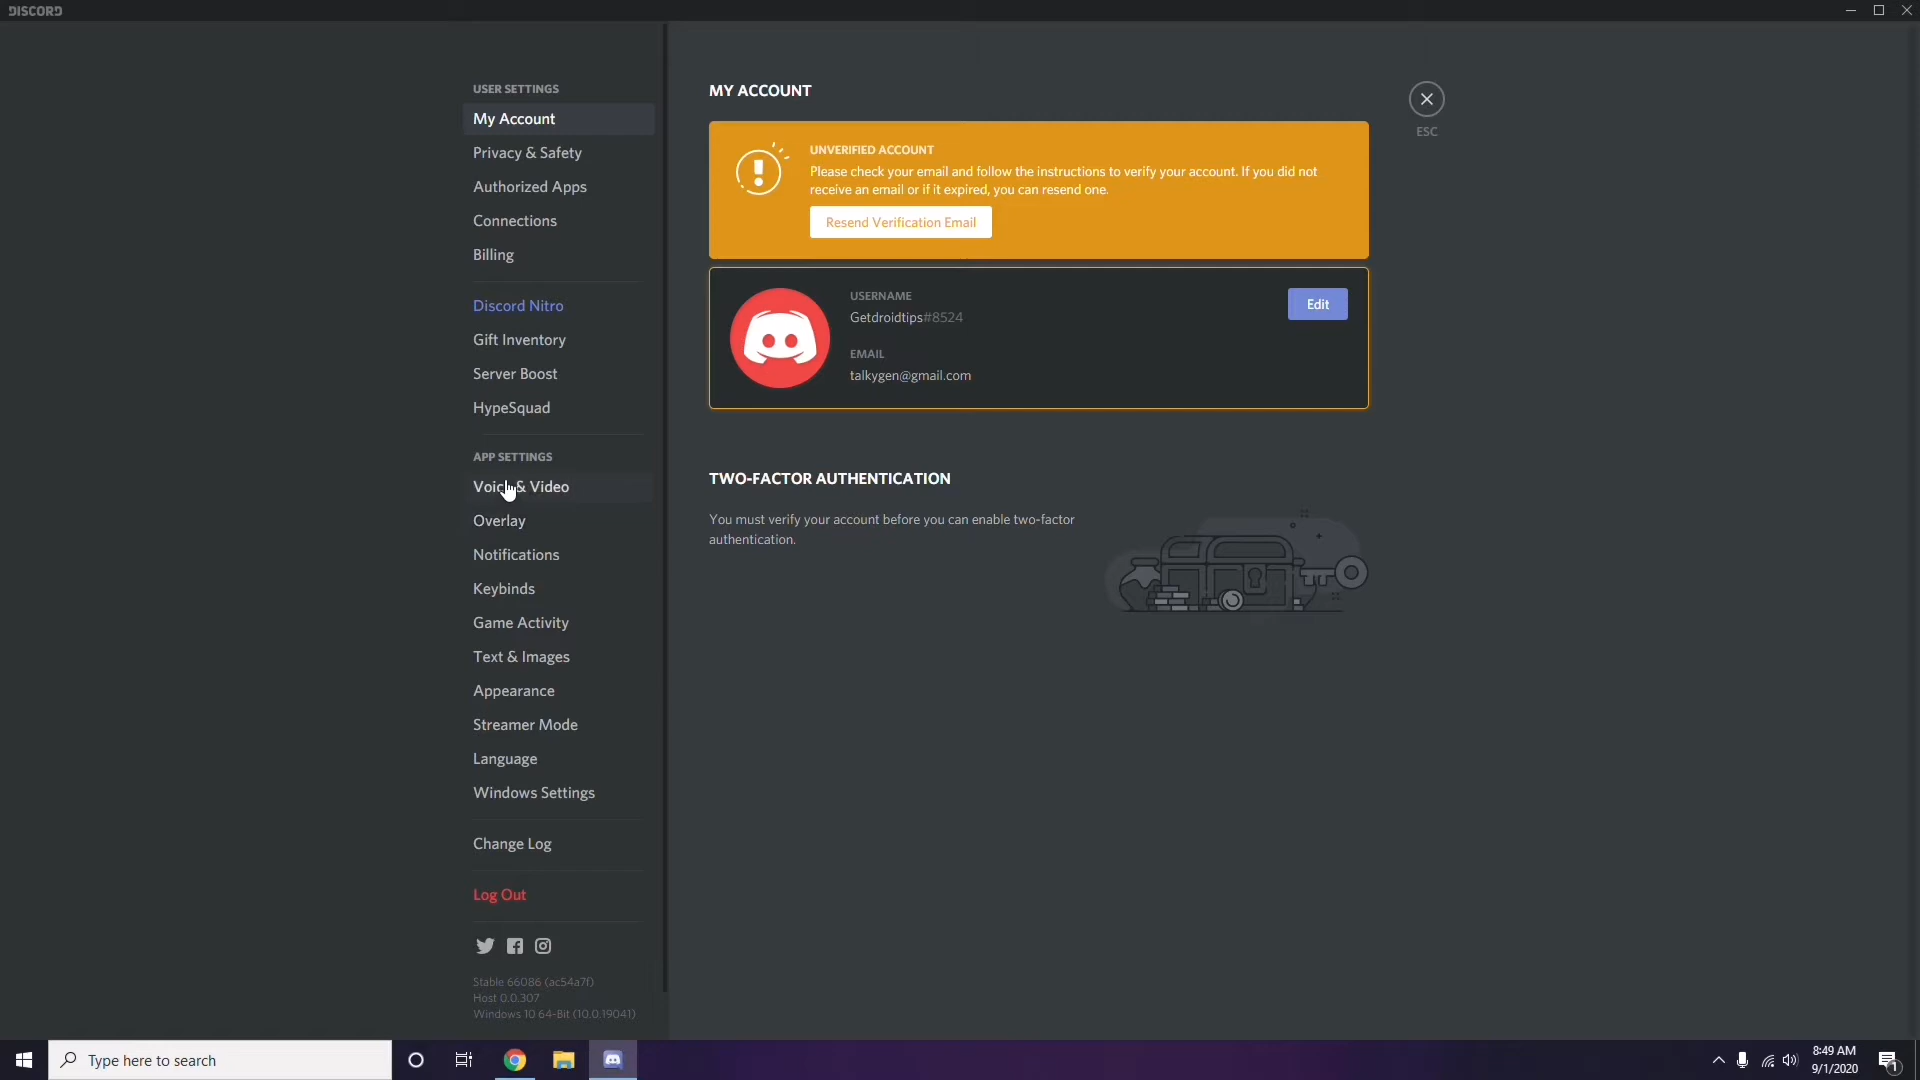 DISCORD
USER SETTINGS
My Account
Privacy & Safety
Authorized Apps
Connections
Billing
Discord Nitro
Gift Inventory
Server Boost
HypeSquad
APP SETTINGS
Voice & Video
Overlay
Notifications
Keybinds
Game Activity
Text & Images
Appearance
Streamer Mode
Language
Windows Settings
Change Log
Log Out
Stable 66086 (ac54a7f)
Host 0.0.307
Windows 10 64-Bit (10.0.19041)
MY ACCOUNT
ESC
UNVERIFIED ACCOUNT
Please check your email and follow the instructions to verify your account. If you did not
receive an email or if it expired, you can resend one.
Resend Verification Email
USERNAME
Getdroidtips#8524
Edit
EMAIL
talkygen@gmail.com
TWO-FACTOR AUTHENTICATION
You must verify your account before you can enable two-factor
authentication.
Type here to search
8:49 AM
9/1/2020
1